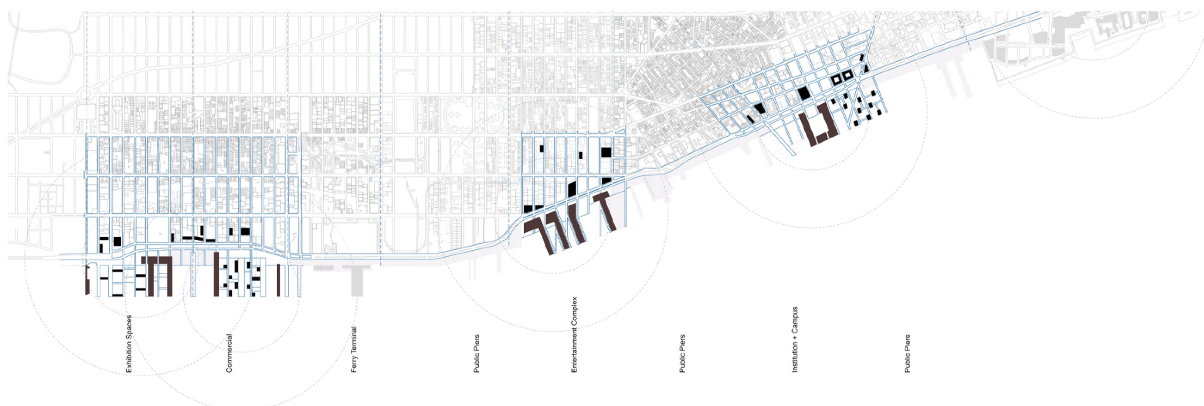 Exhibition Spaces
Commercial
Ferry Terminal
Public Piers
Entertainment Complex
Public Piers
Institution + Campus
Public Piers